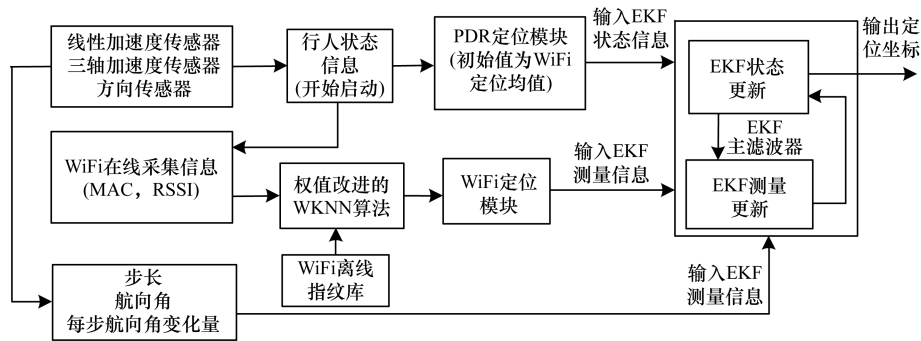 线性加速度传感器
三轴加速度传感器
方向传感器
行人状态
信息
(开始启动)
PDR定位模块
(初始值为WiFi
定位均值)
输入EKF
状态信息
EKF状态
更新
输出定
位坐标
EKF
主滤波器
EKF测量
更新
WiFi在线采集信息
(MAC，RSSI)
权值改进的
WKNN算法
WiFi定位
模块
输入EKF
测量信息
WiFi离线
指纹库
步长
航向角
每步航向角变化量
输入EKF
测量信息